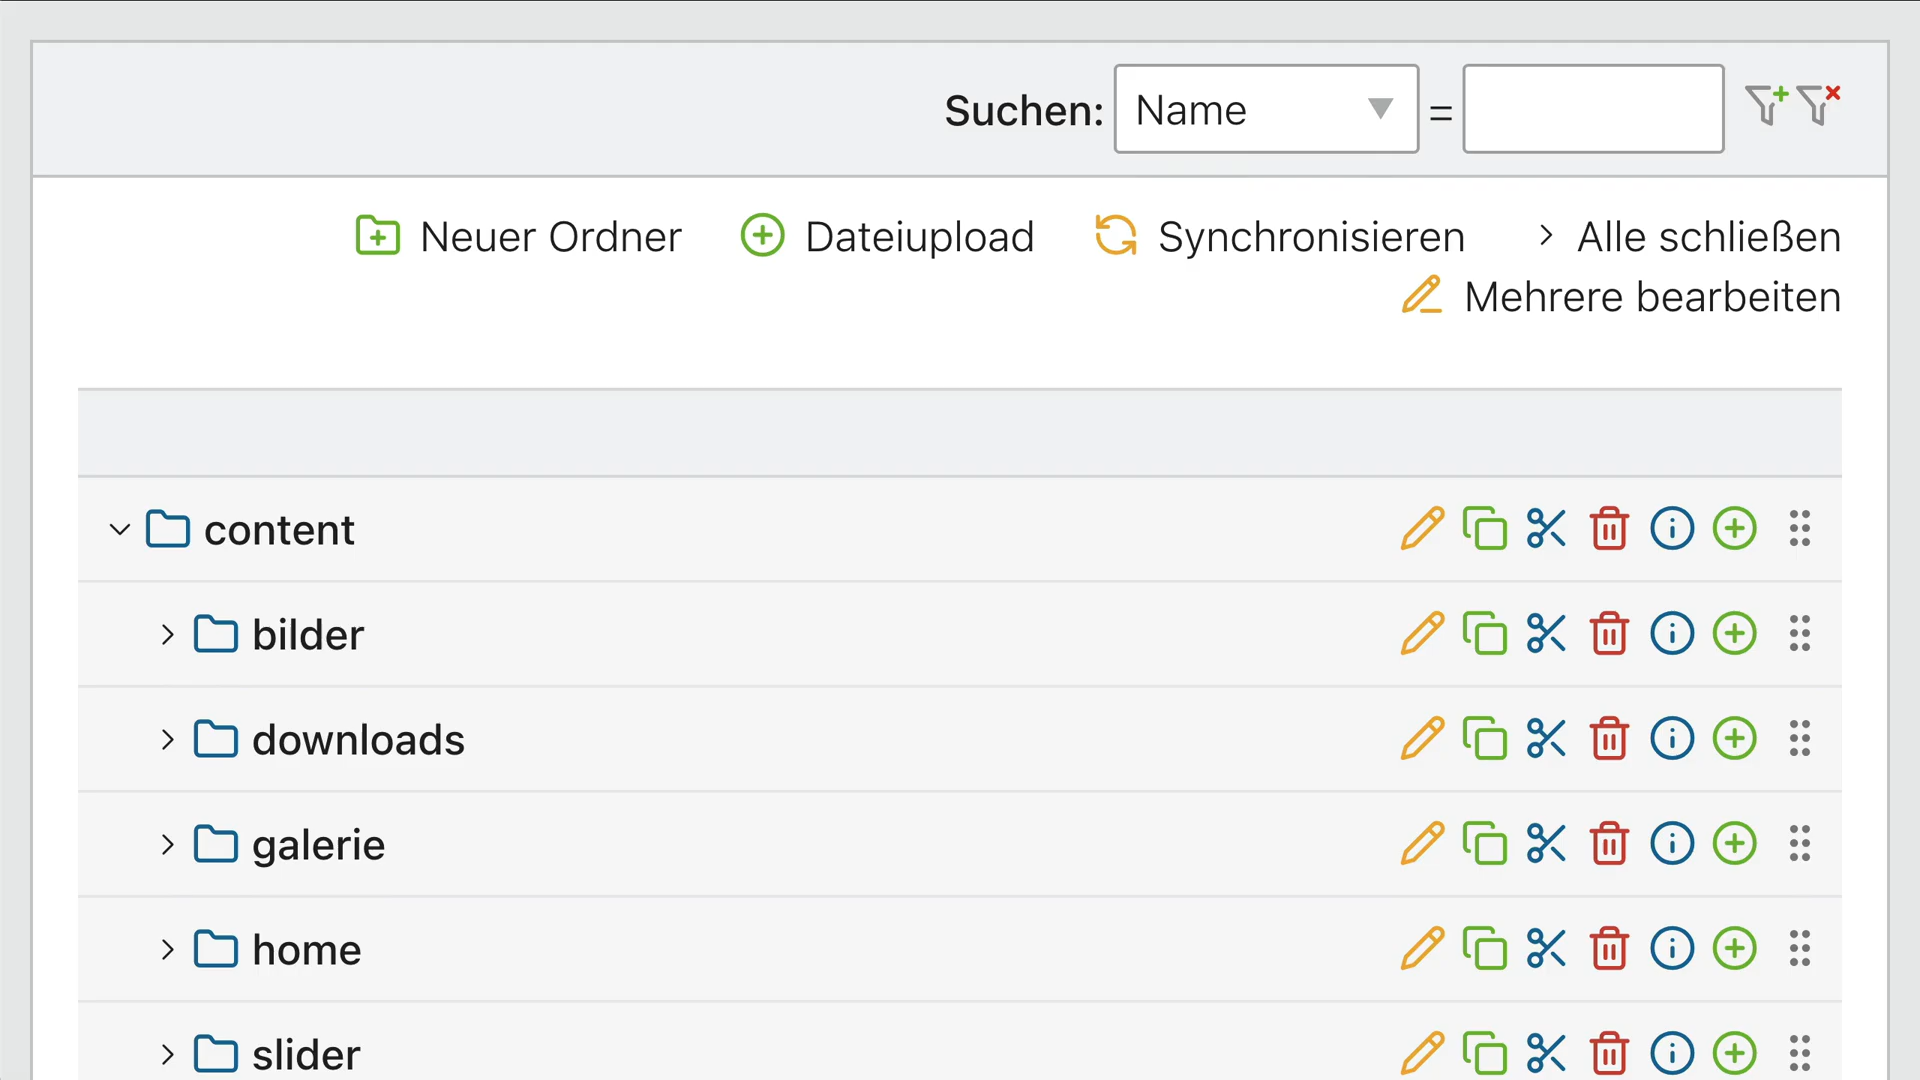 Suchen: Name =
Neuer Ordner Dateiupload Synchronisieren Alle schließen
Mehrere bearbeiten
content
bilder
downloads
galerie
home
slider